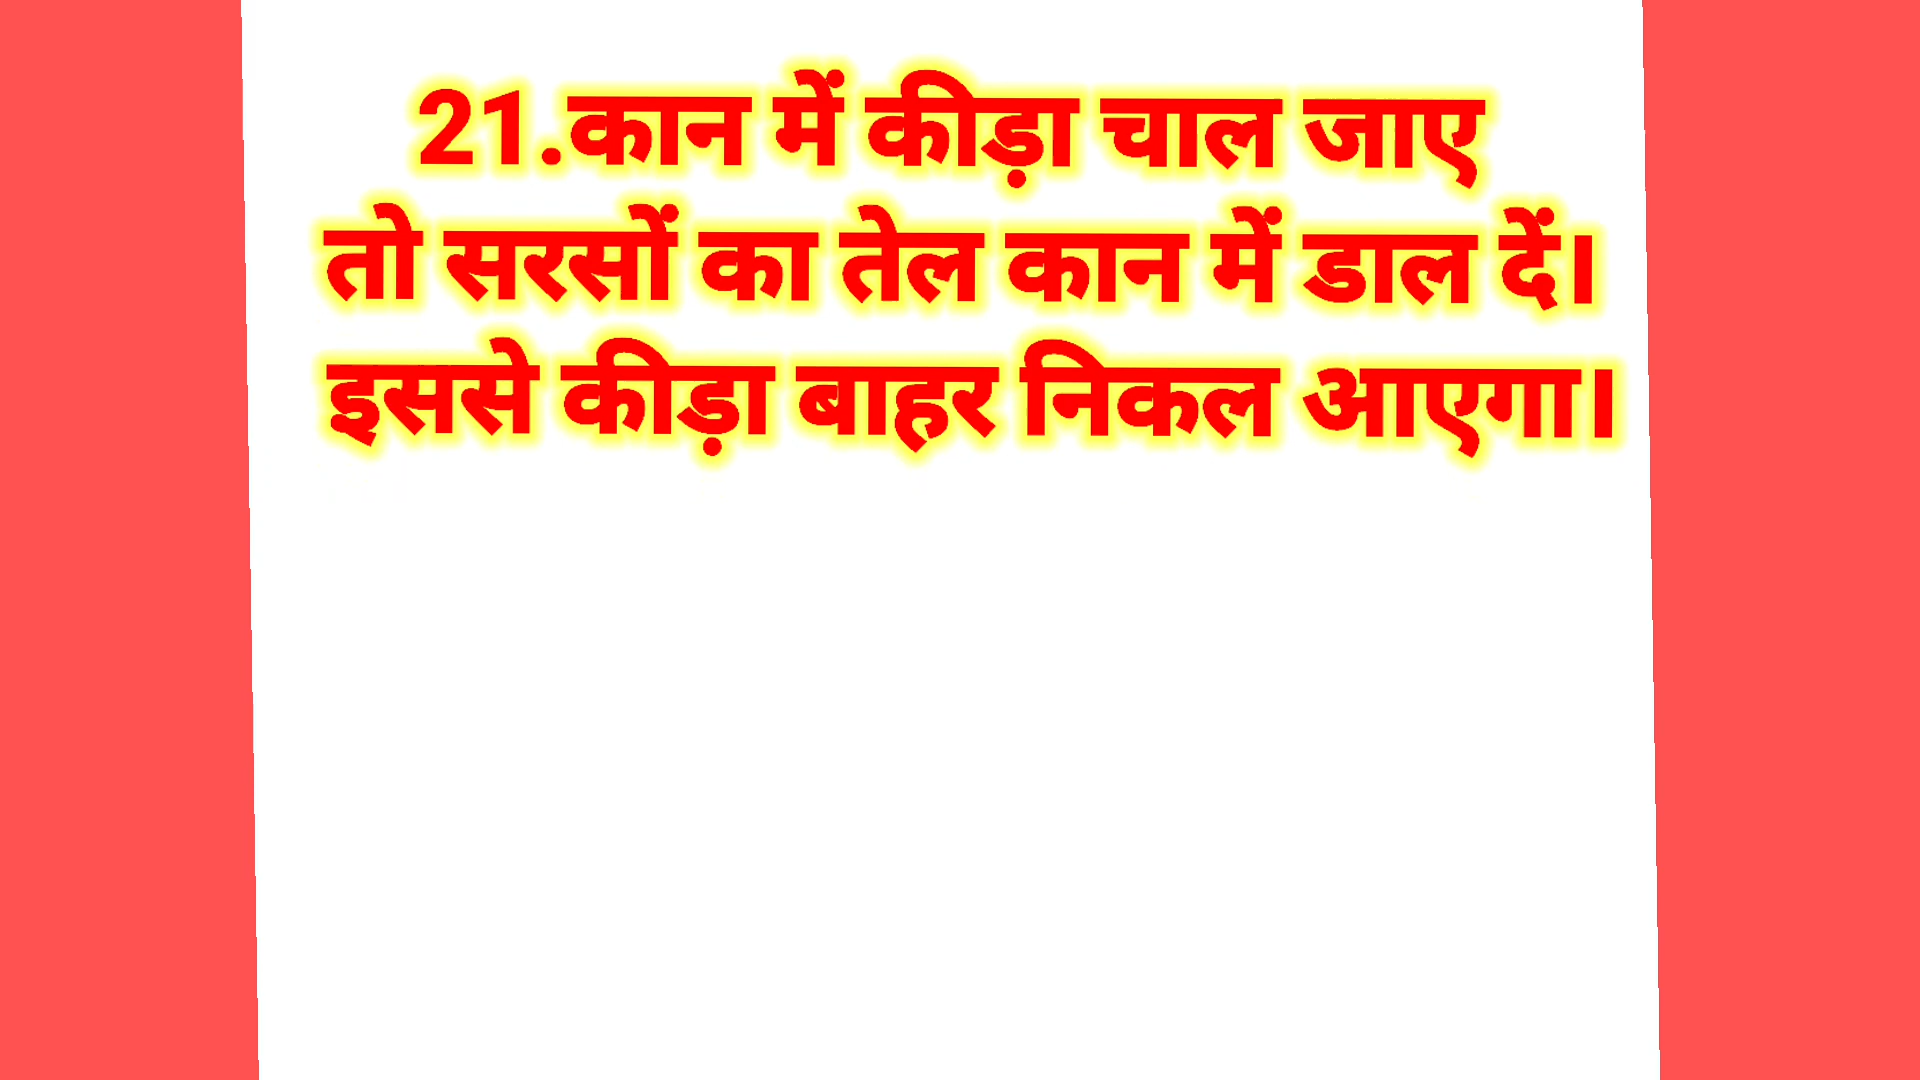 21.कान में कीड़ा चाल जाए
तो सरसों का तेल कान में डाल दें।
इससे कीड़ा बाहर निकल आएगा।